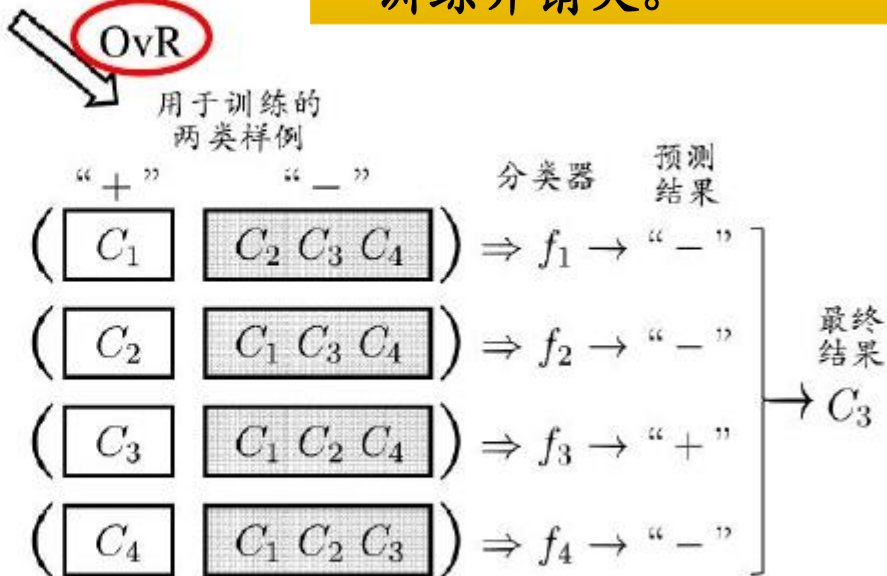 OvR
用于训练的
两类样例
“+” “−” 分类器 预测
结果
( C₁ C₂ C₃ C₄ ) ⇒ f₁ → “−”
( C₂ C₁ C₃ C₄ ) ⇒ f₂ → “−”
最终
结果
→ C₃
( C₃ C₁ C₂ C₄ ) ⇒ f₃ → “+”
( C₄ C₁ C₂ C₃ ) ⇒ f₄ → “−”